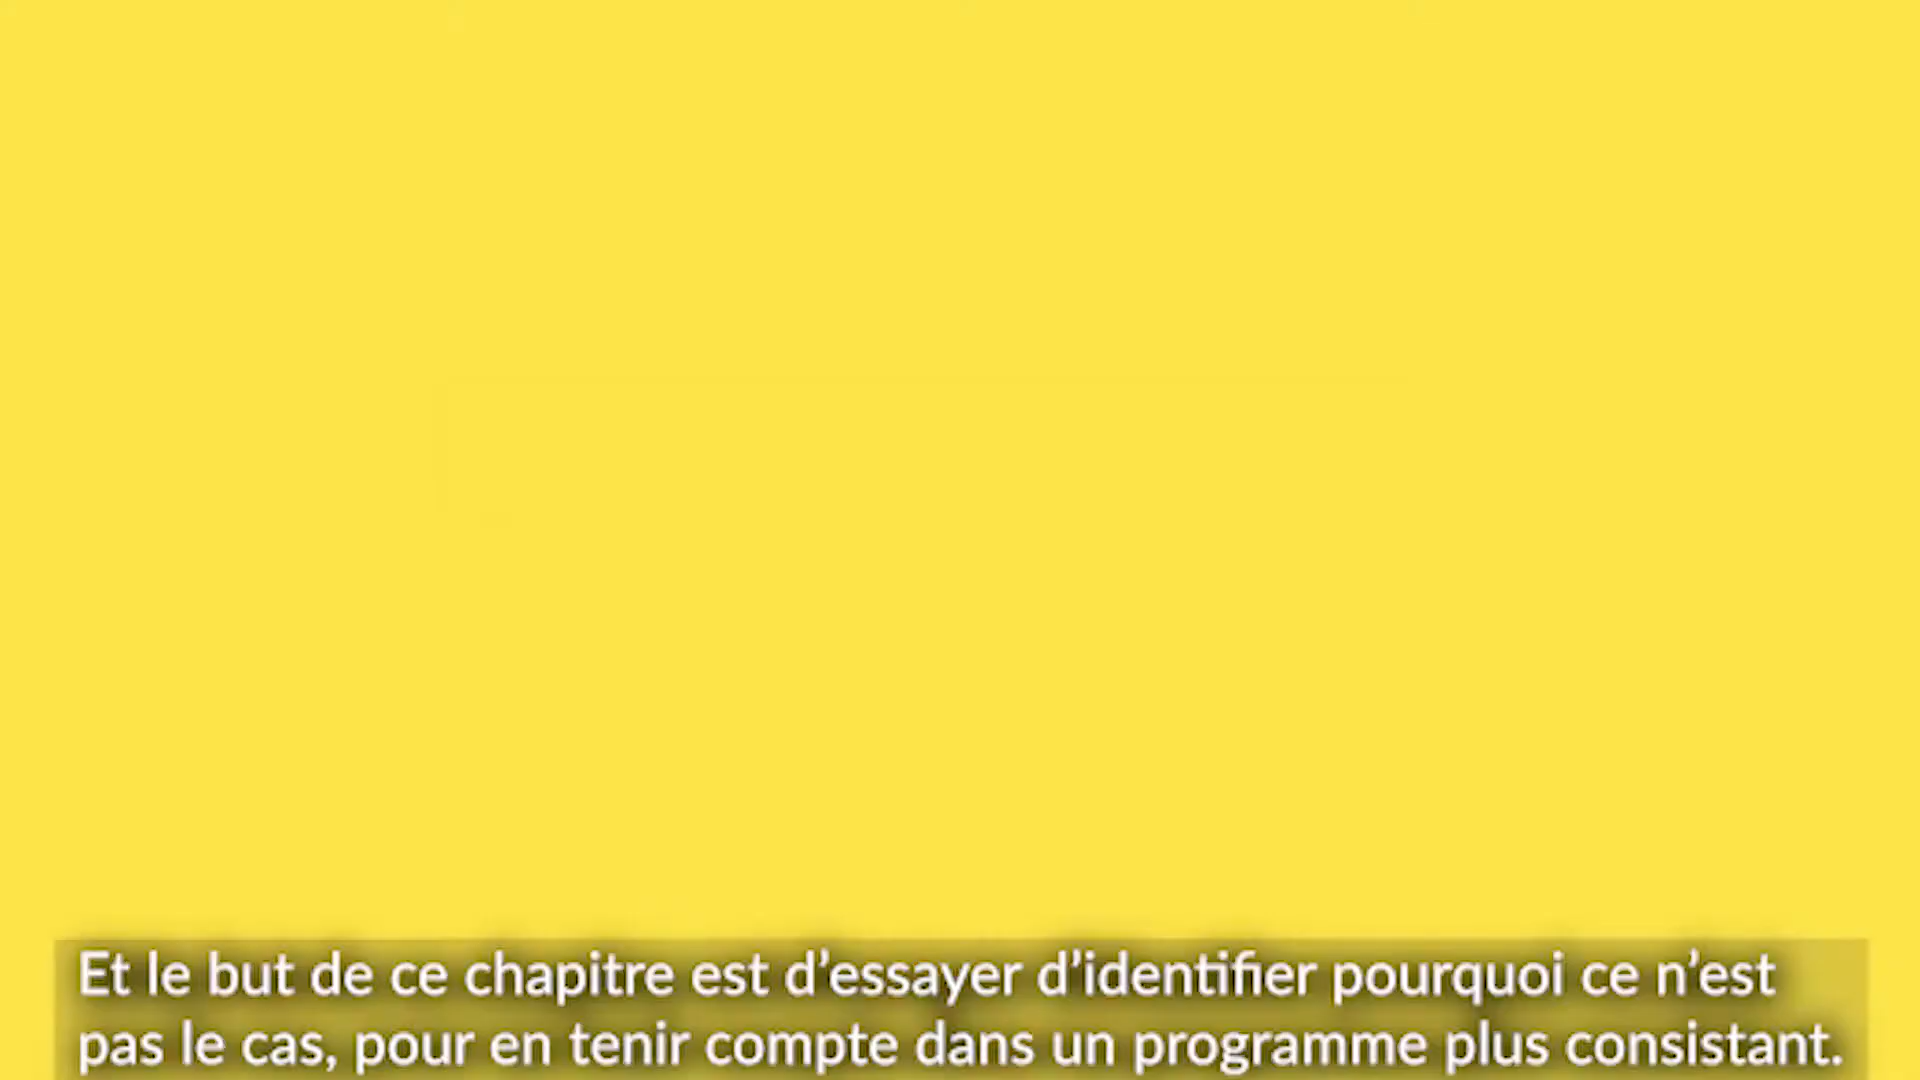 Et le but de ce chapitre est d’essayer d’identifier pourquoi ce n’est
pas le cas, pour en tenir compte dans un programme plus consistant.